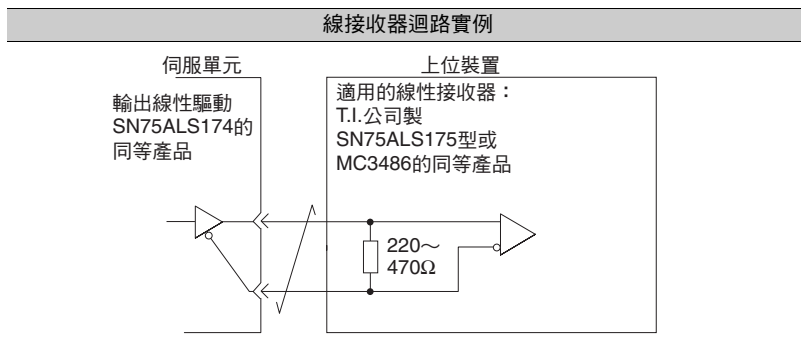 線接收器迴路實例
伺服單元
上位裝置
輸出線性驅動
SN75ALS174的
同等產品
適用的線性接收器：
T.I.公司製
SN75ALS175型或
MC3486的同等產品
220～
470Ω